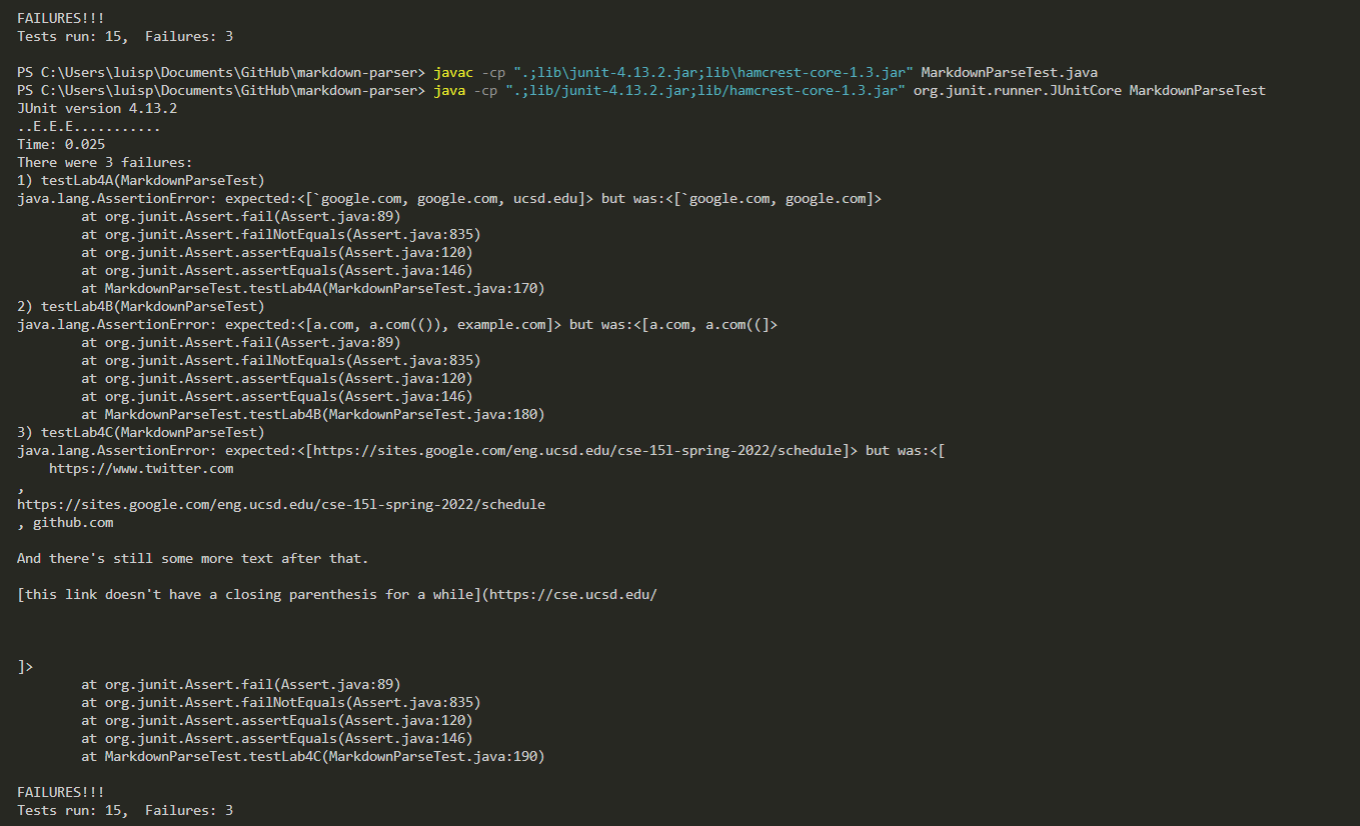 FAILURES!!!
Tests run: 15,  Failures: 3

PS C:\Users\luisp\Documents\GitHub\markdown-parser> javac -cp ".;lib\junit-4.13.2.jar;lib\hamcrest-core-1.3.jar" MarkdownParseTest.java
PS C:\Users\luisp\Documents\GitHub\markdown-parser> java -cp ".;lib/junit-4.13.2.jar;lib/hamcrest-core-1.3.jar" org.junit.runner.JUnitCore MarkdownParseTest
JUnit version 4.13.2
..E.E.E...........
Time: 0.025
There were 3 failures:
1) testLab4A(MarkdownParseTest)
java.lang.AssertionError: expected:<[`google.com, google.com, ucsd.edu]> but was:<[`google.com, google.com]>
        at org.junit.Assert.fail(Assert.java:89)
        at org.junit.Assert.failNotEquals(Assert.java:835)
        at org.junit.Assert.assertEquals(Assert.java:120)
        at org.junit.Assert.assertEquals(Assert.java:146)
        at MarkdownParseTest.testLab4A(MarkdownParseTest.java:170)
2) testLab4B(MarkdownParseTest)
java.lang.AssertionError: expected:<[a.com, a.com(()), example.com]> but was:<[a.com, a.com((]>
        at org.junit.Assert.fail(Assert.java:89)
        at org.junit.Assert.failNotEquals(Assert.java:835)
        at org.junit.Assert.assertEquals(Assert.java:120)
        at org.junit.Assert.assertEquals(Assert.java:146)
        at MarkdownParseTest.testLab4B(MarkdownParseTest.java:180)
3) testLab4C(MarkdownParseTest)
java.lang.AssertionError: expected:<[https://sites.google.com/eng.ucsd.edu/cse-15l-spring-2022/schedule]> but was:<[
    https://www.twitter.com
,
https://sites.google.com/eng.ucsd.edu/cse-15l-spring-2022/schedule
, github.com

And there's still some more text after that.

[this link doesn't have a closing parenthesis for a while](https://cse.ucsd.edu/

]>
        at org.junit.Assert.fail(Assert.java:89)
        at org.junit.Assert.failNotEquals(Assert.java:835)
        at org.junit.Assert.assertEquals(Assert.java:120)
        at org.junit.Assert.assertEquals(Assert.java:146)
        at MarkdownParseTest.testLab4C(MarkdownParseTest.java:190)

FAILURES!!!
Tests run: 15,  Failures: 3